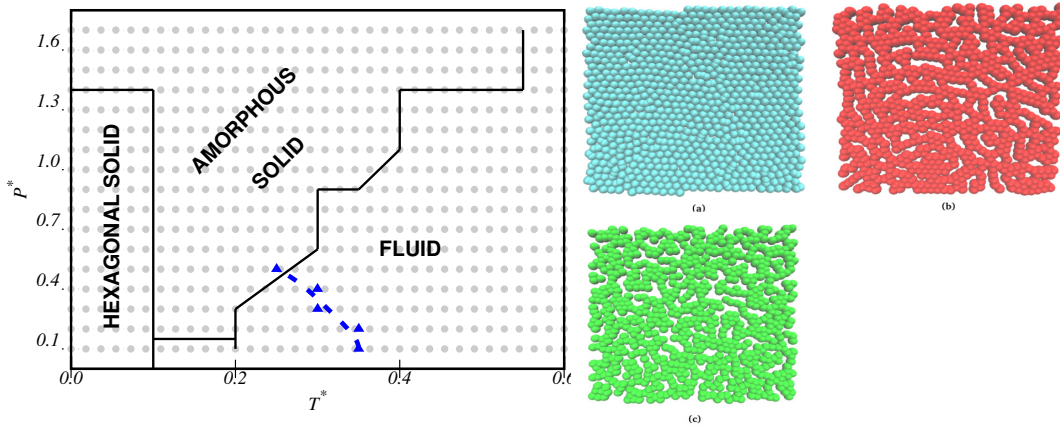 1.6
1.3
1.0
0.7
0.4
0.1
P*
HEXAGONAL SOLID
AMORPHOUS
SOLID
FLUID
0.0
0.2
0.4
0.6
T*
(a)
(b)
(c)